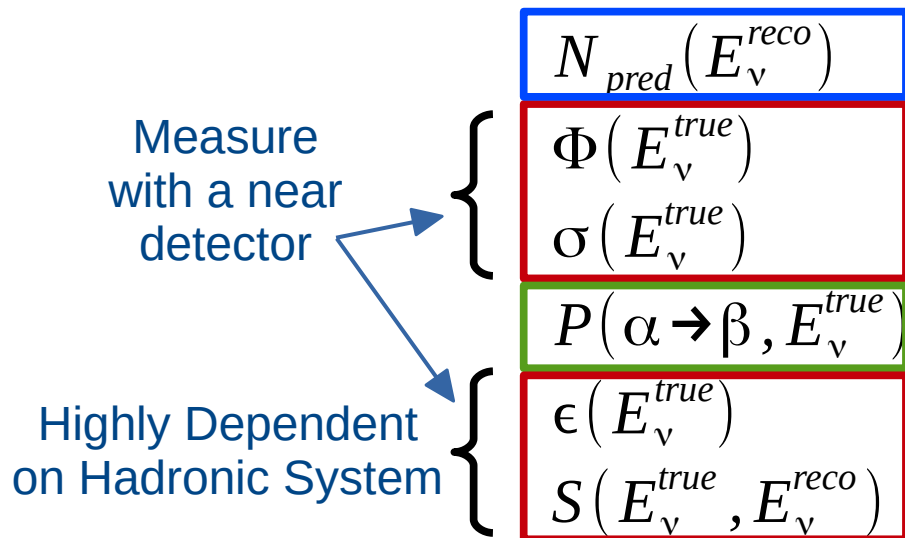 N_pred(E_ν^reco)
Measure
with a near
detector
Φ(E_ν^true)
σ(E_ν^true)
P(α→β, E_ν^true)
Highly Dependent
on Hadronic System
ϵ(E_ν^true)
S(E_ν^true, E_ν^reco)